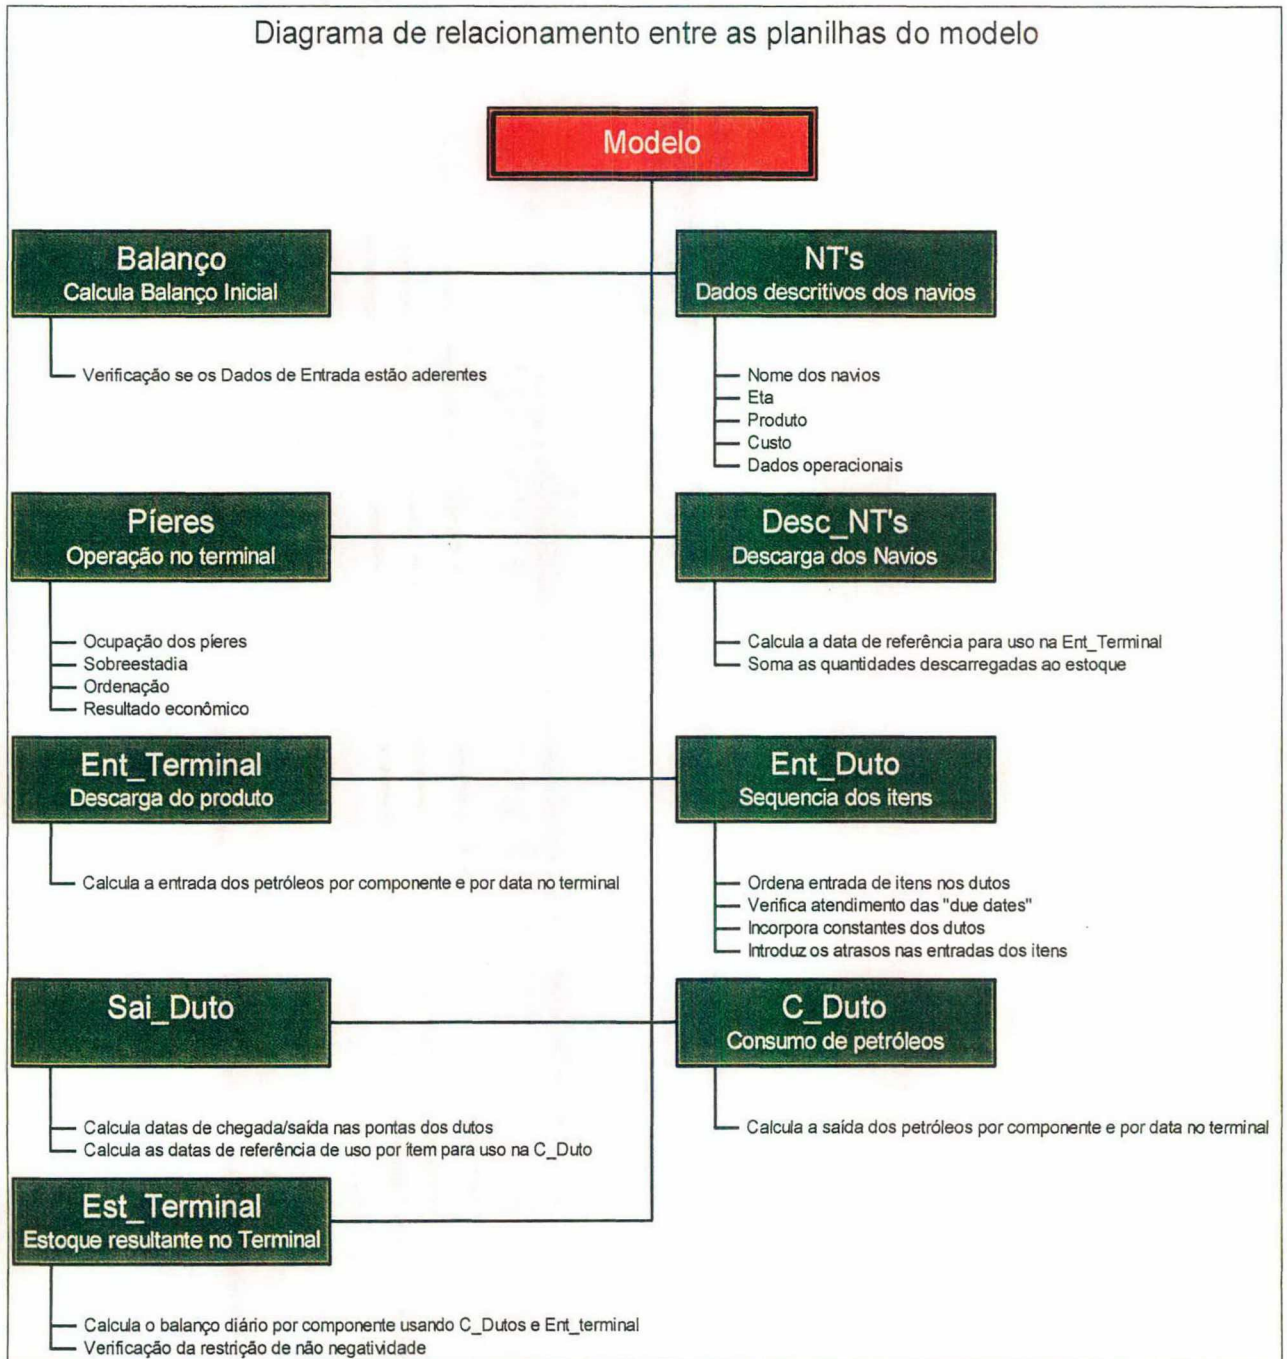 Diagrama de relacionamento entre as planilhas do modelo
Modelo
Balanço
Calcula Balanço Inicial
Verificação se os Dados de Entrada estão aderentes
NT's
Dados descritivos dos navios
Nome dos navios
Eta
Produto
Custo
Dados operacionais
Píeres
Operação no terminal
Ocupação dos píeres
Sobreestadia
Ordenação
Resultado econômico
Desc_NT's
Descarga dos Navios
Calcula a data de referência para uso na Ent_Terminal
Soma as quantidades descarregadas ao estoque
Ent_Terminal
Descarga do produto
Calcula a entrada dos petróleos por componente e por data no terminal
Ent_Duto
Sequencia dos itens
Ordena entrada de itens nos dutos
Verifica atendimento das "due dates"
Incorpora constantes dos dutos
Introduz os atrasos nas entradas dos itens
Sai_Duto
Calcula datas de chegada/saída nas pontas dos dutos
Calcula as datas de referência de uso por ítem para uso na C_Duto
C_Duto
Consumo de petróleos
Calcula a saída dos petróleos por componente e por data no terminal
Est_Terminal
Estoque resultante no Terminal
Calcula o balanço diário por componente usando C_Dutos e Ent_terminal
Verificação da restrição de não negatividade